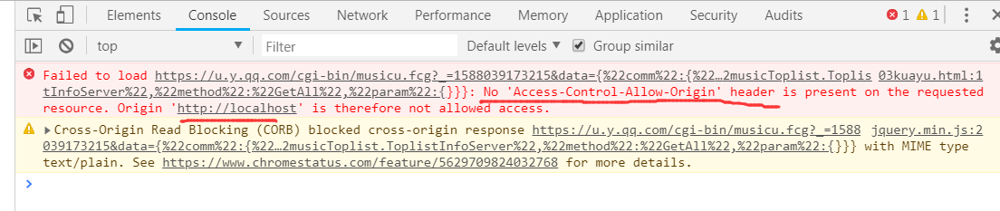 Elements Console Sources Network Performance Memory Application Security Audits 1 1
top Filter Default levels Group similar
Failed to load https://u.y.qq.com/cgi-bin/musicu.fcg?_=1588039173215&data={%22comm%22:{%22…2musicToplist.Toplis 03kuayu.html:1
tInfoServer%22,%22method%22:%22GetAll%22,%22param%22:{}}}: No 'Access-Control-Allow-Origin' header is present on the requested
resource. Origin 'http://localhost' is therefore not allowed access.
Cross-Origin Read Blocking (CORB) blocked cross-origin response https://u.y.qq.com/cgi-bin/musicu.fcg?_=1588 jquery.min.js:2
039173215&data={%22comm%22:{%22…2musicToplist.ToplistInfoServer%22,%22method%22:%22GetAll%22,%22param%22:{}}} with MIME type
text/plain. See https://www.chromestatus.com/feature/5629709824032768 for more details.